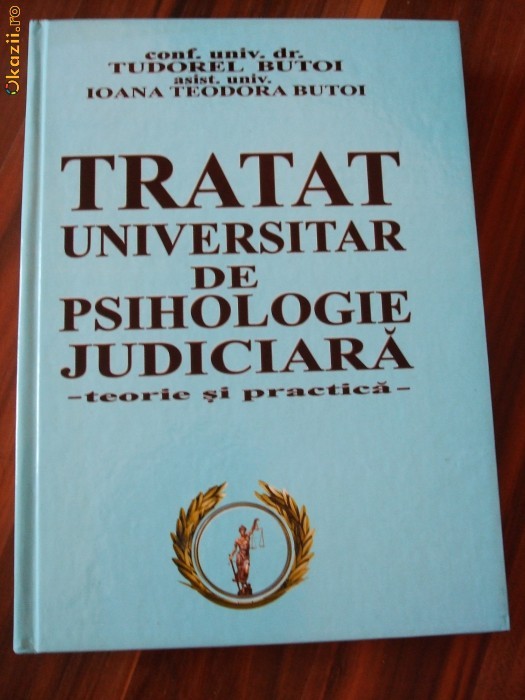 Okazii.ro
conf. univ. dr.
TUDOREL BUTOI
asist. univ.
IOANA TEODORA BUTOI
TRATAT
UNIVERSITAR
DE
PSIHOLOGIE
JUDICIARĂ
-teorie şi practică-